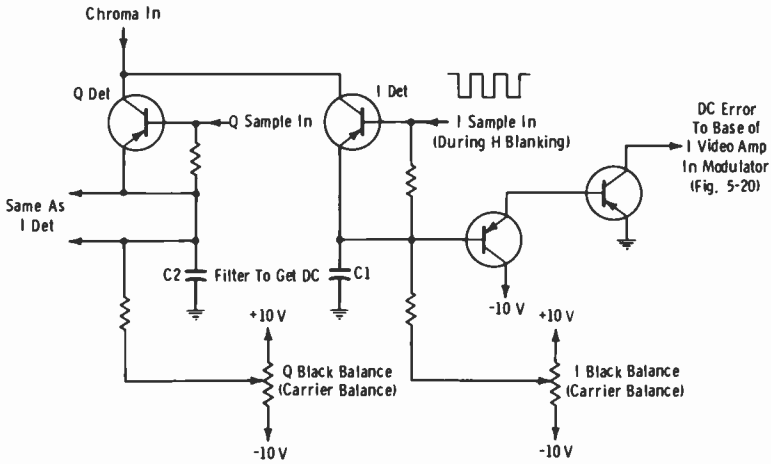 Chroma In
Q Det
I Det
Q Sample In
I Sample In
(During H Blanking)
DC Error
To Base of
I Video Amp
In Modulator
(Fig. 5-20)
Same As
I Det
C2
Filter To Get DC
C1
-10 V
+10 V
Q Black Balance
(Carrier Balance)
-10 V
+10 V
I Black Balance
(Carrier Balance)
-10 V